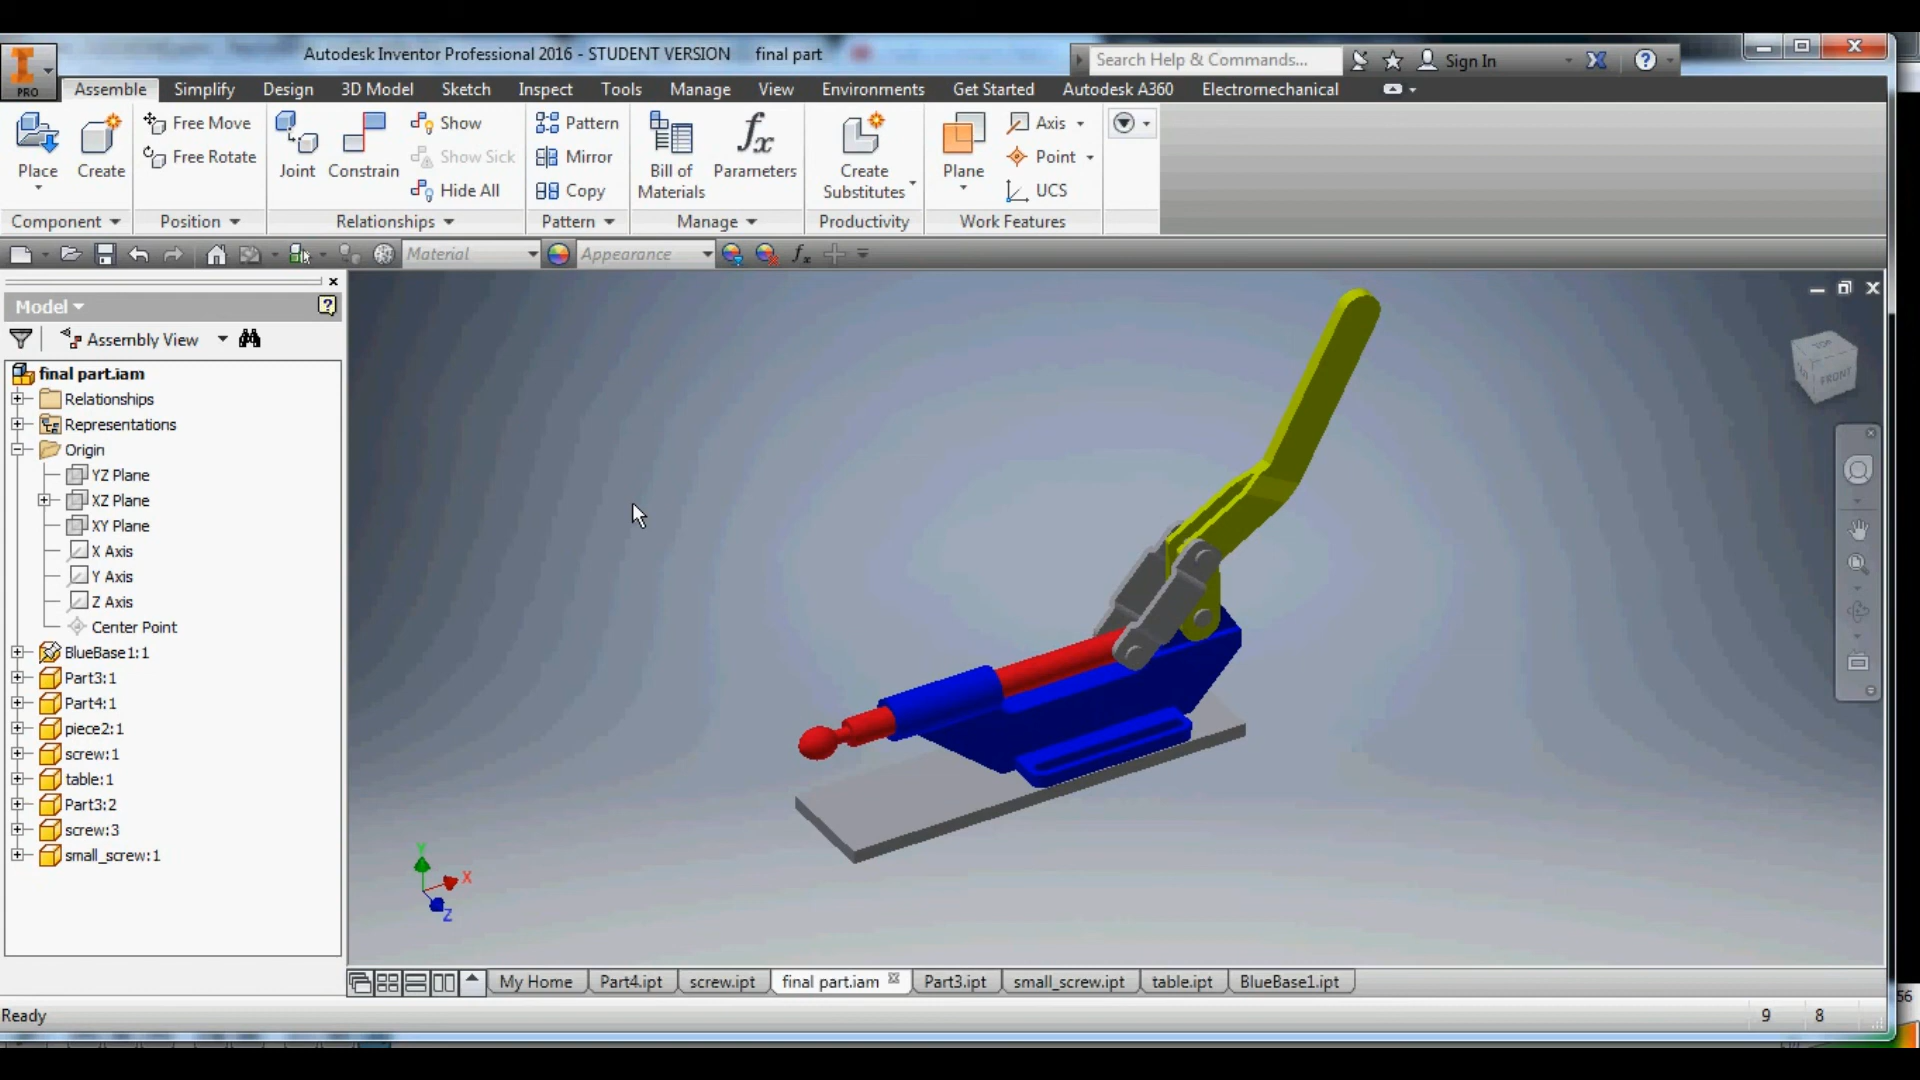 Autodesk Inventor Professional 2016 - STUDENT VERSION final part
Search Help & Commands...
Sign In
PRO
Assemble Simplify Design 3D Model Sketch Inspect Tools Manage View Environments Get Started Autodesk A360 Electromechanical
Place
Create
Free Move
Free Rotate
Joint
Constrain
Show
Show Sick
Hide All
Pattern
Mirror
Copy
Bill of
Materials
Parameters
Create
Substitutes
Plane
Axis
Point
UCS
Component
Position
Relationships
Pattern
Manage
Productivity
Work Features
Material
Appearance
Model
Assembly View
final part.iam
Relationships
Representations
Origin
YZ Plane
XZ Plane
XY Plane
X Axis
Y Axis
Z Axis
Center Point
BlueBase1:1
Part3:1
Part4:1
piece2:1
screw:1
table:1
Part3:2
screw:3
small_screw:1
TOP
FRONT
Y
X
Z
My Home Part4.ipt screw.ipt final part.iam Part3.ipt small_screw.ipt table.ipt BlueBase1.ipt
Ready
9 8
56